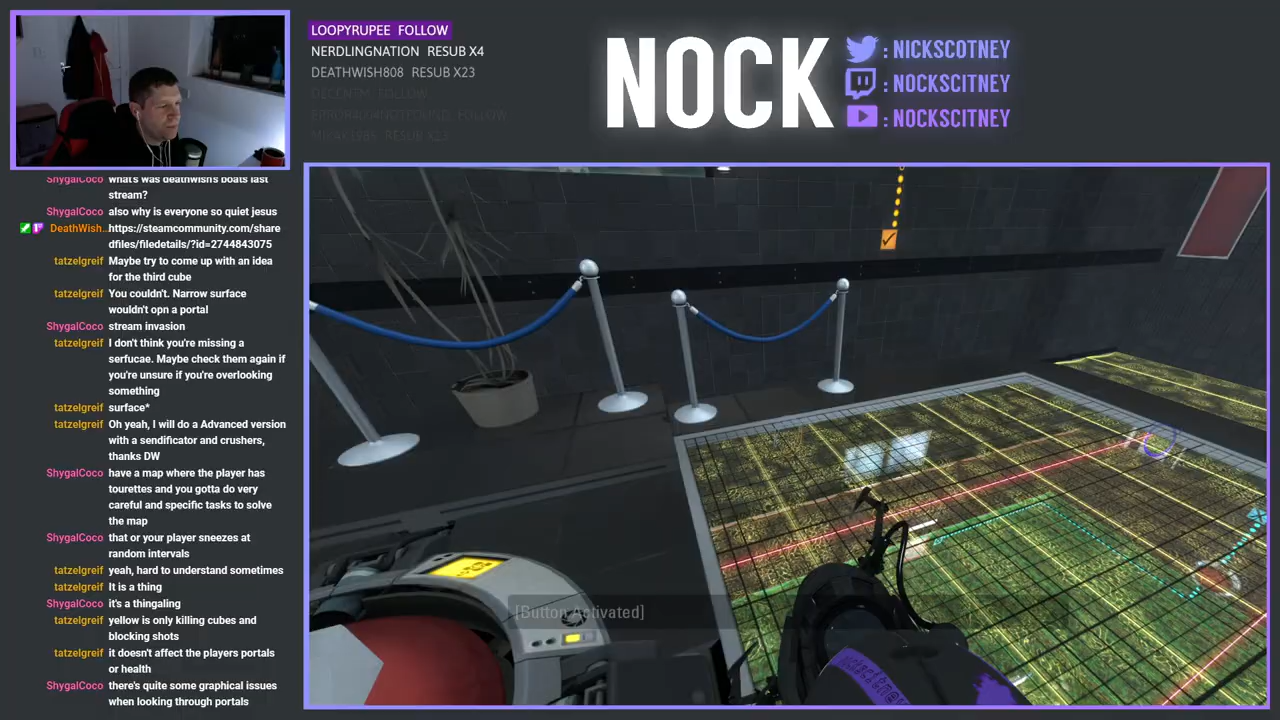 LOOPYRUPEE FOLLOW
NERDLINGNATION RESUB X4
DEATHWISH808 RESUB X23
NOCK
: NICKSCOTNEY
: NOCKSCITNEY
: NOCKSCITNEY
ShygalCoco what's was deathwish's boats last
stream?
ShygalCoco also why is everyone so quiet jesus
DeathWish... https://steamcommunity.com/share
dfiles/filedetails/?id=2744843075
tatzelgreif Maybe try to come up with an idea
for the third cube
tatzelgreif You couldn't. Narrow surface
wouldn't opn a portal
ShygalCoco stream invasion
tatzelgreif I don't think you're missing a
serfucae. Maybe check them again if
you're unsure if you're overlooking
something
tatzelgreif surface*
tatzelgreif Oh yeah, I will do a Advanced version
with a sendificator and crushers,
thanks DW
ShygalCoco have a map where the player has
tourettes and you gotta do very
careful and specific tasks to solve
the map
ShygalCoco that or your player sneezes at
random intervals
tatzelgreif yeah, hard to understand sometimes
tatzelgreif It is a thing
ShygalCoco it's a thingaling
tatzelgreif yellow is only killing cubes and
blocking shots
tatzelgreif it doesn't affect the players portals
or health
ShygalCoco there's quite some graphical issues
when looking through portals
[Button Activated]